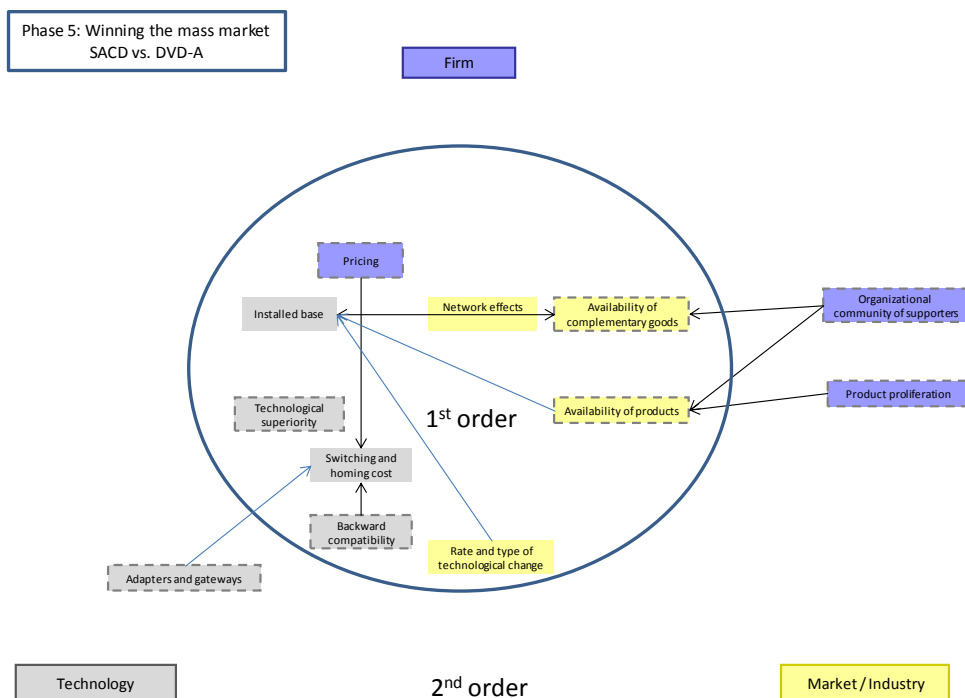 Phase 5: Winning the mass market
SACD vs. DVD-A
Firm
Pricing
Installed base
Network effects
Availability of
complementary goods
Organizational
community of supporters
Technological
superiority
1st order
Availability of products
Product proliferation
Switching and
homing cost
Backward
compatibility
Rate and type of
technological change
Adapters and gateways
Technology
2nd order
Market / Industry